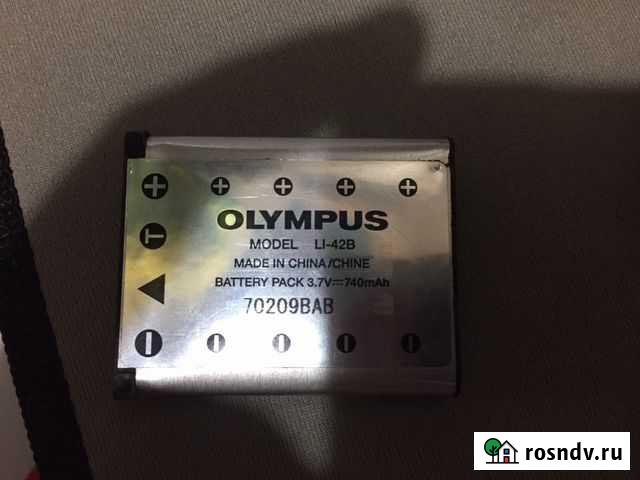 OLYMPUS
MODEL LI-42B
MADE IN CHINA/CHINE
BATTERY PACK 3.7V⎓740mAh
70209BAB
T
rosndv.ru